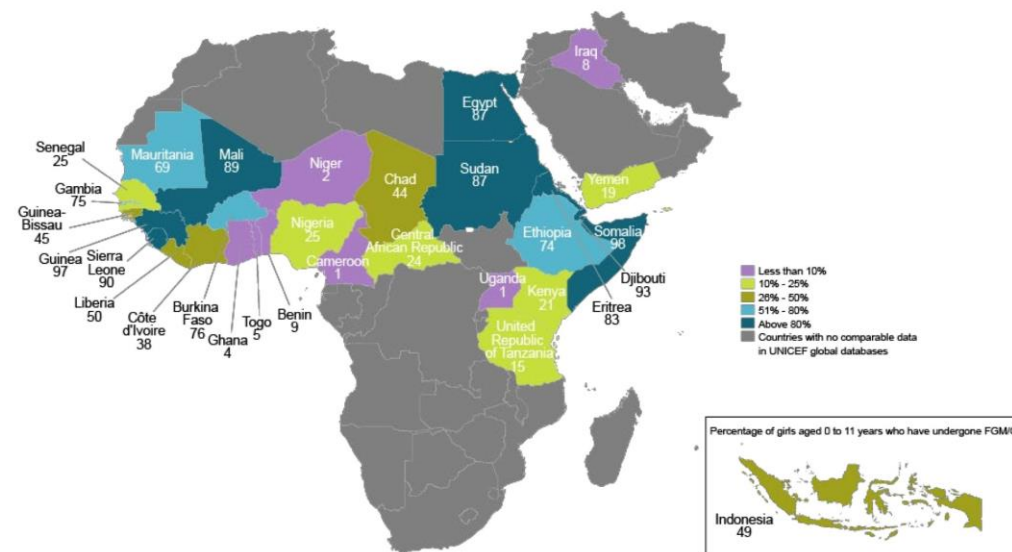 Iraq
8
Egypt
87
Senegal
25
Mauritania
69
Mali
89
Niger
2
Chad
44
Sudan
87
Yemen
19
Gambia
75
Guinea-
Bissau
45
Guinea
97
Sierra
Leone
90
Liberia
50
Côte
d'Ivoire
38
Burkina
Faso
76
Ghana
4
Togo
5
Benin
9
Nigeria
25
Cameroon
1
Central
African Republic
24
Ethiopia
74
Somalia
98
Djibouti
93
Eritrea
83
Uganda
1
Kenya
21
United
Republic
of Tanzania
15
Less than 10%
10% - 25%
26% - 50%
51% - 80%
Above 80%
Countries with no comparable data
in UNICEF global databases
Percentage of girls aged 0 to 11 years who have undergone FGM/
Indonesia
49